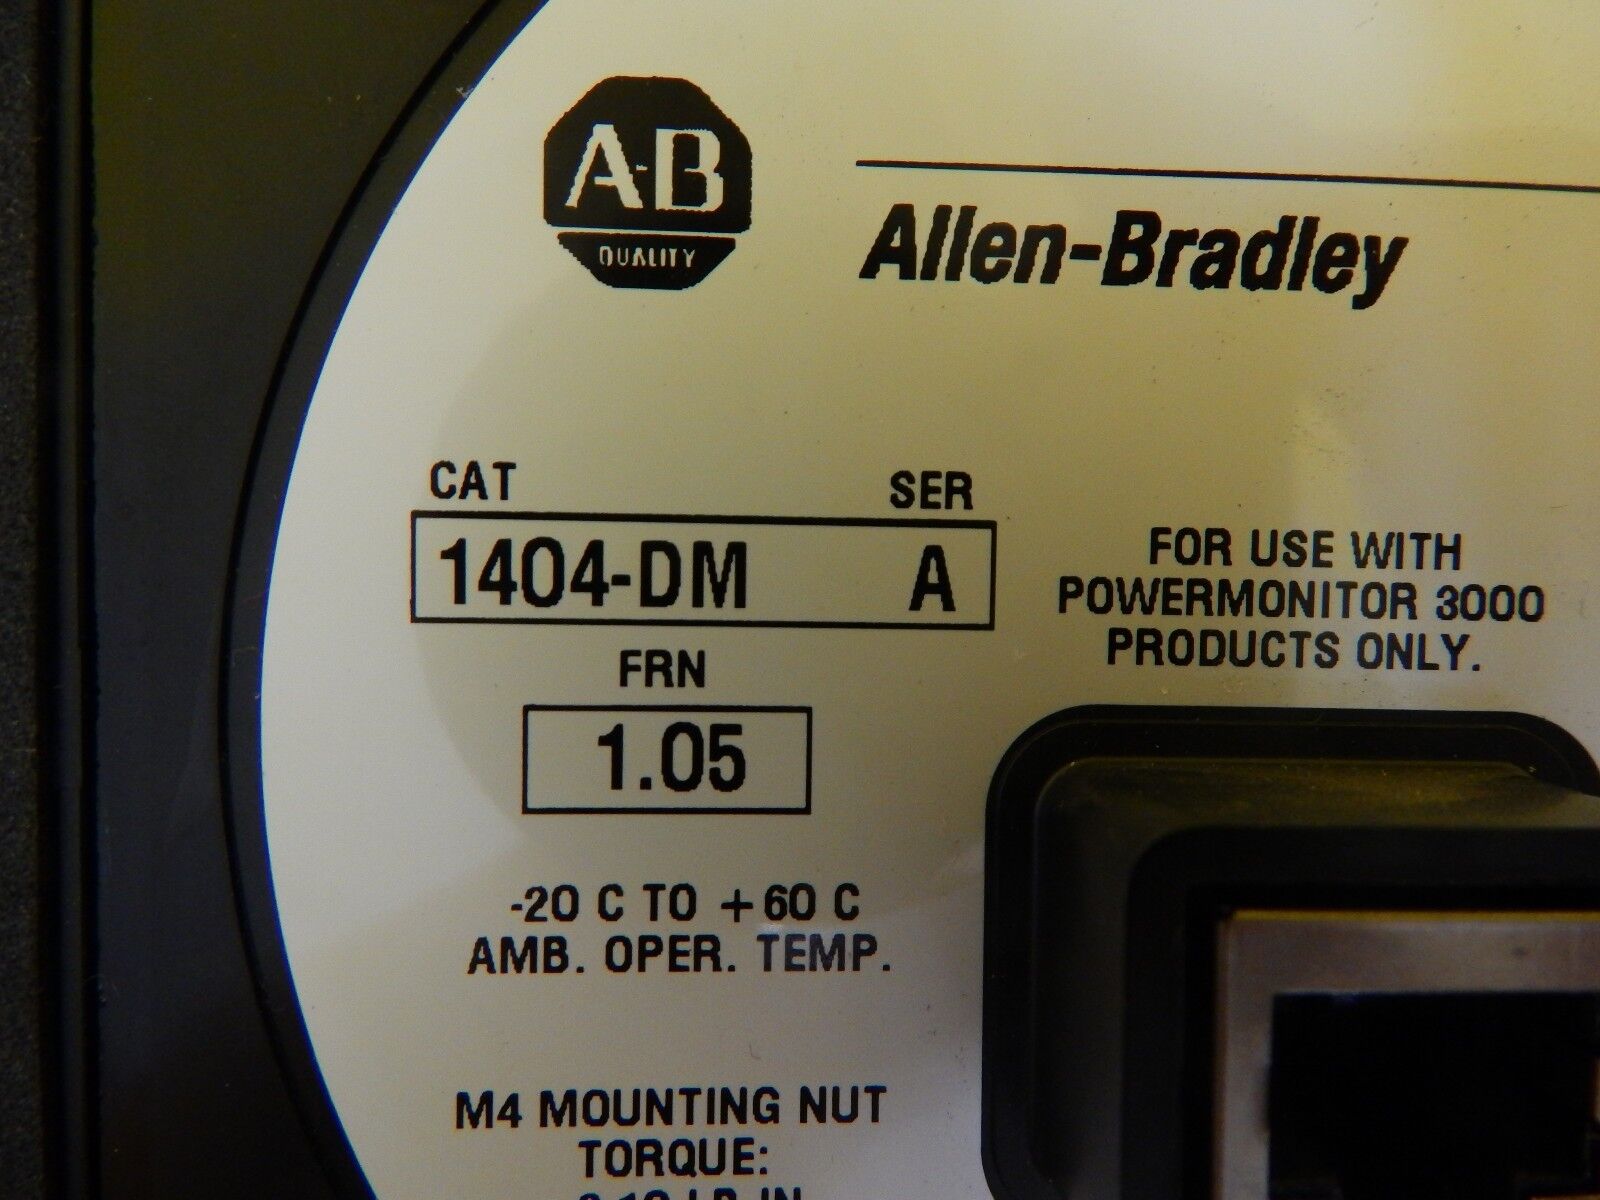 A-B
QUALITY
Allen-Bradley
CAT SER
1404-DM A
FRN
1.05
FOR USE WITH
POWERMONITOR 3000
PRODUCTS ONLY.
-20 C TO +60 C
AMB. OPER. TEMP.
M4 MOUNTING NUT
TORQUE: